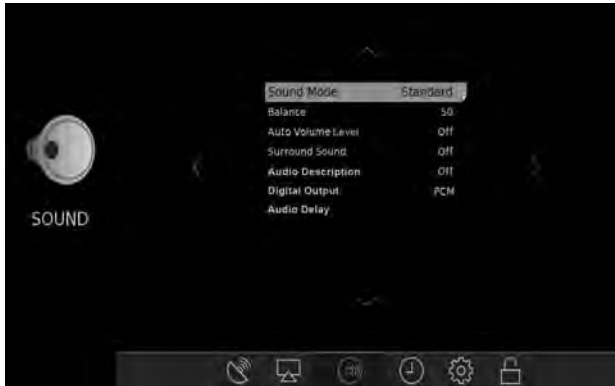 Sound Mode Standard
Balance 50
Auto Volume Level Off
Surround Sound Off
Audio Description Off
Digital Output PCM
Audio Delay
SOUND